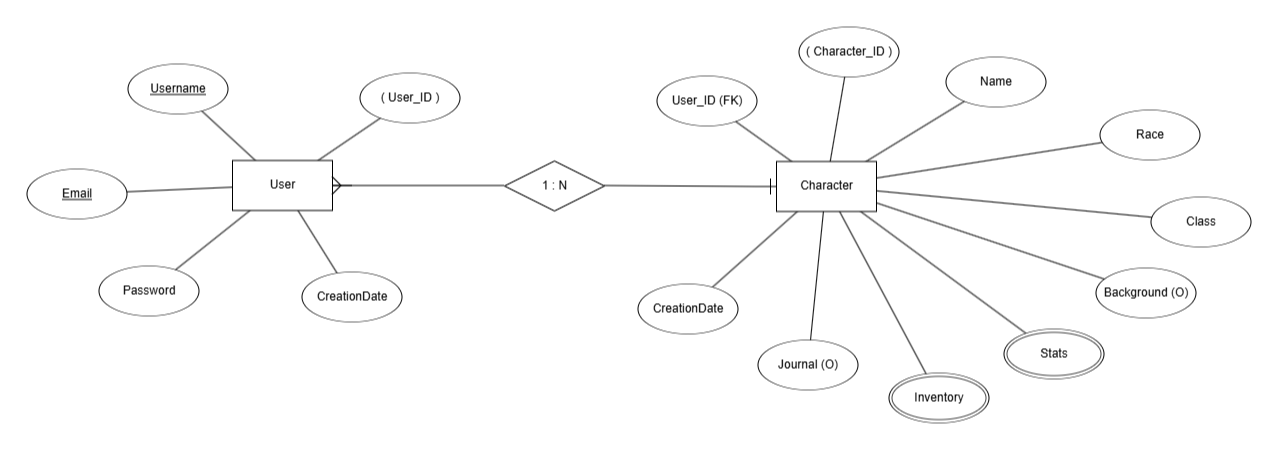 ( Character_ID )
Name
Username
( User_ID )
User_ID (FK)
Race
User
1 : N
Character
Email
Class
Password
CreationDate
Background (O)
CreationDate
Stats
Journal (O)
Inventory